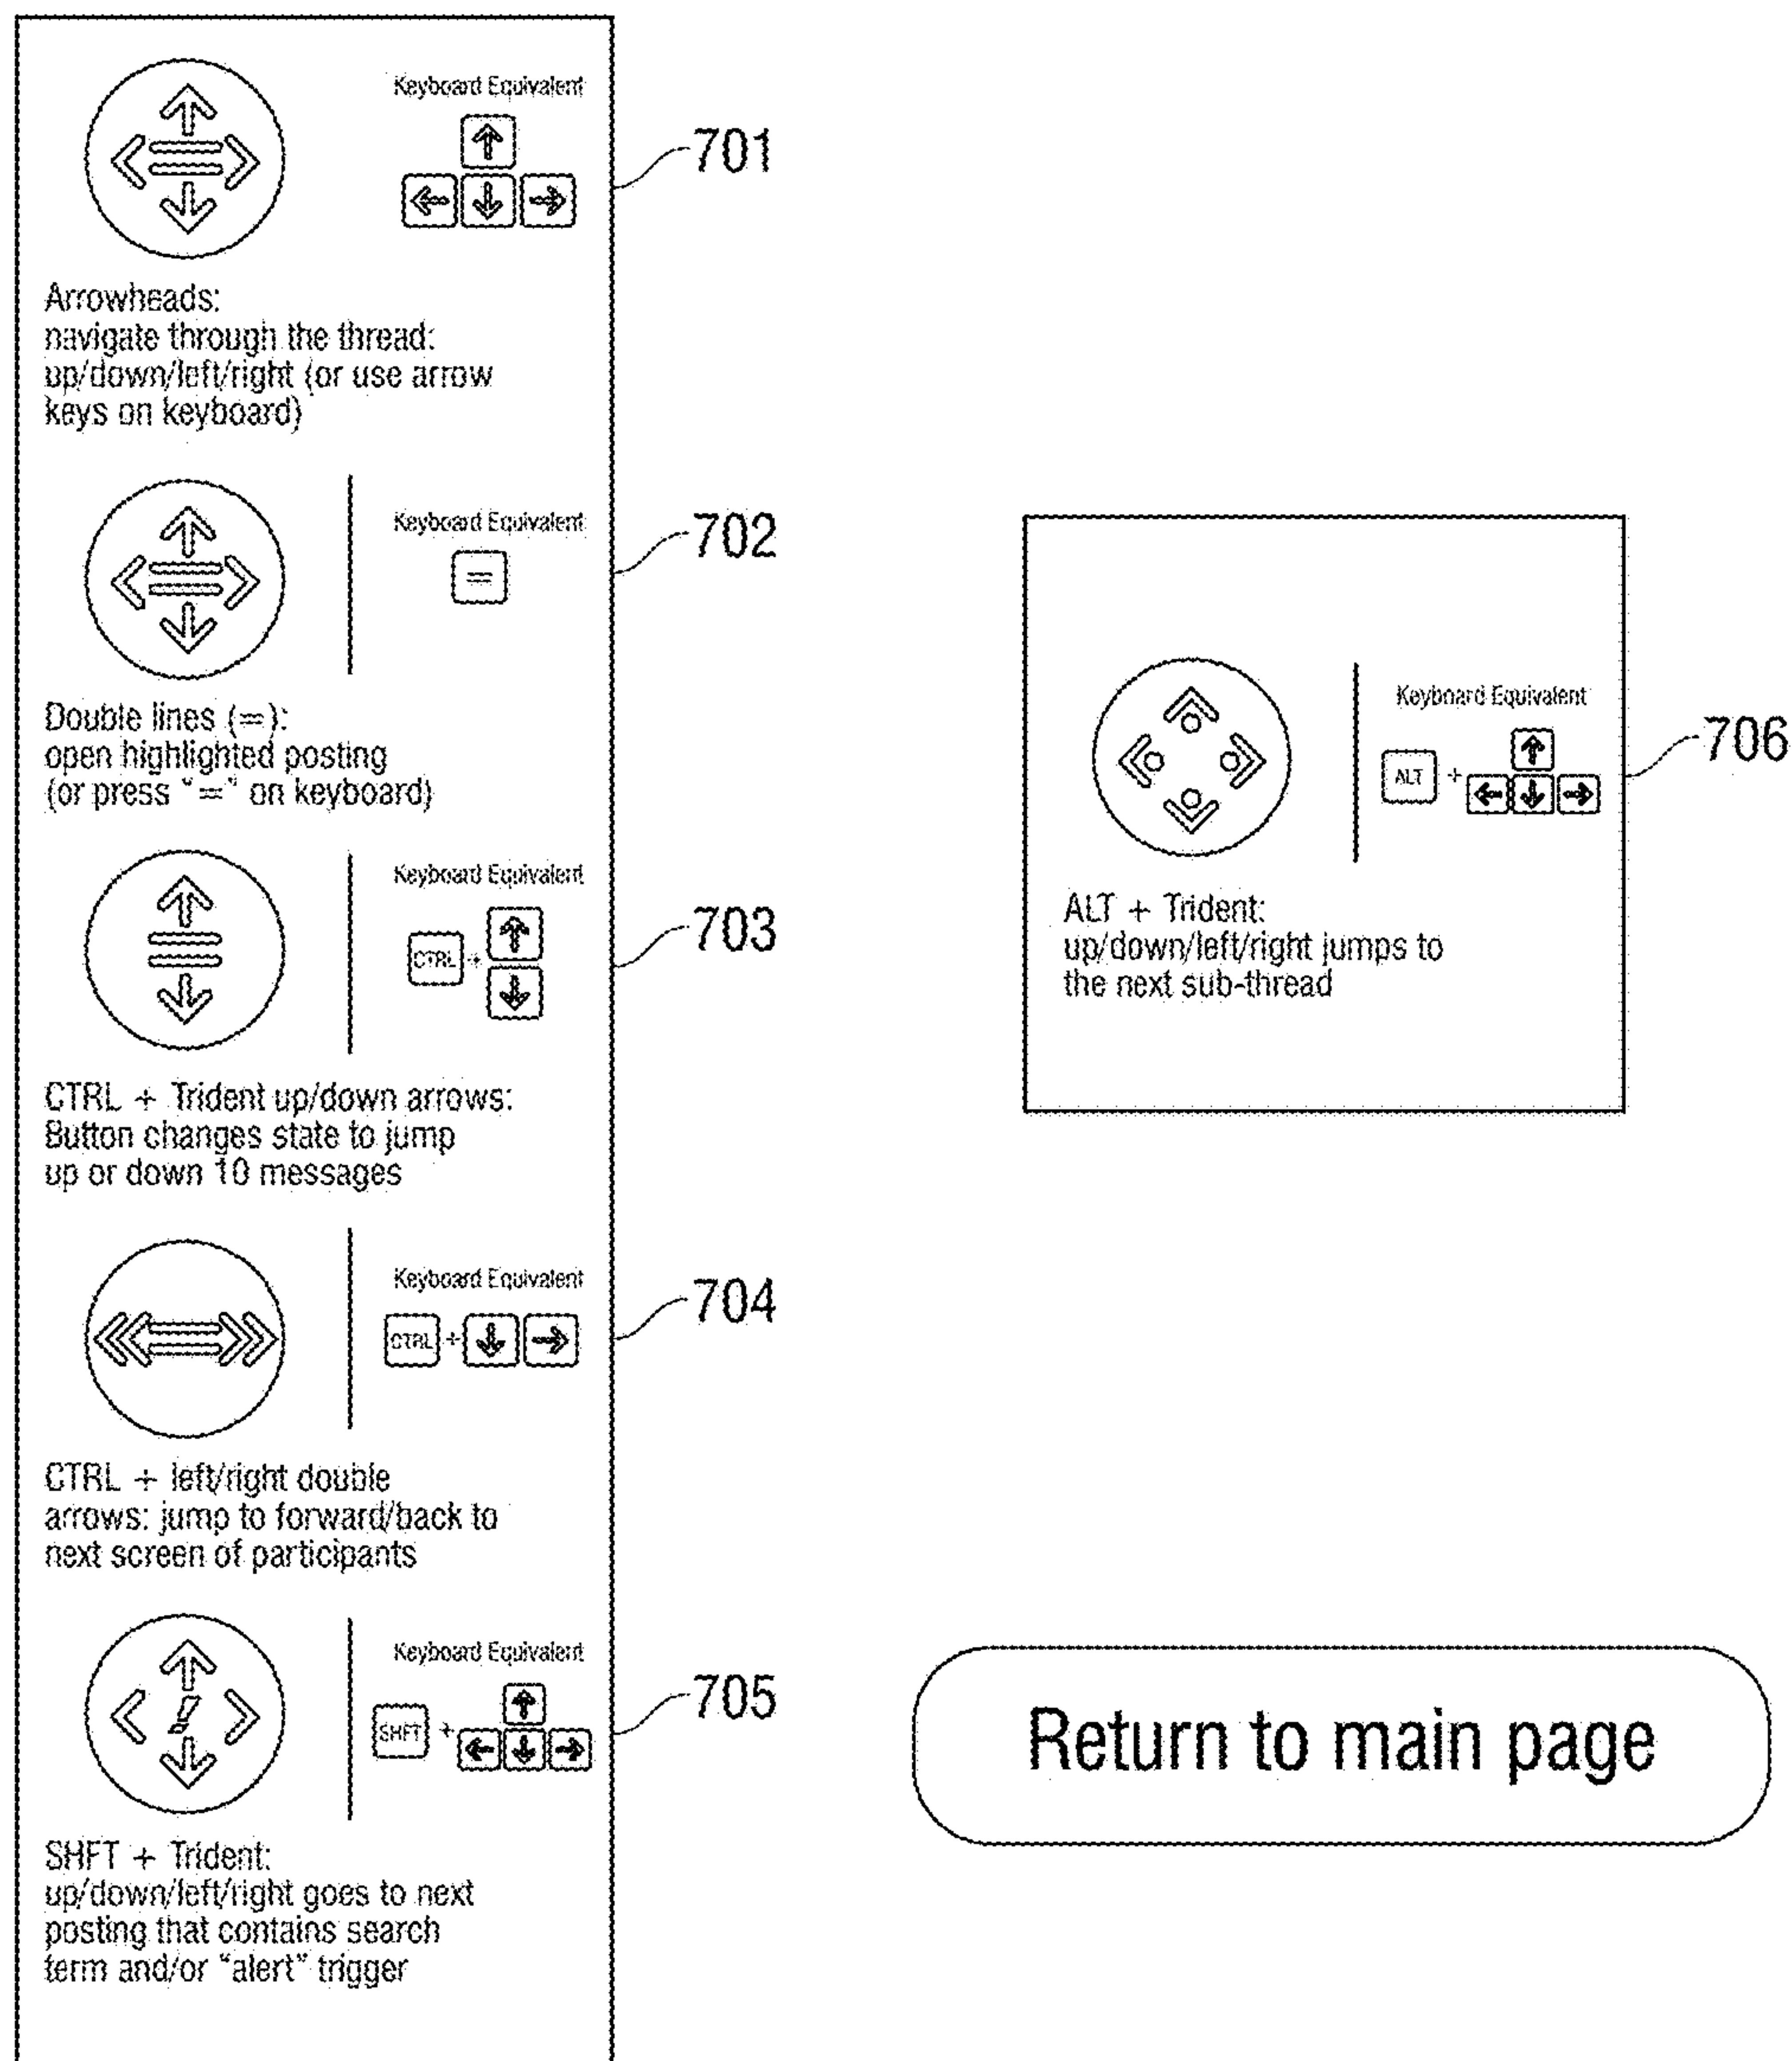 Keyboard Equivalent
701
Arrowheads:
navigate through the thread:
up/down/left/right (or use arrow
keys on keyboard)
Keyboard Equivalent
=
702
Double lines (=):
open highlighted posting
(or press "=" on keyboard)
Keyboard Equivalent
CTRL +
703
CTRL + Trident up/down arrows:
Button changes state to jump
up or down 10 messages
Keyboard Equivalent
CTRL +
704
CTRL + left/right double
arrows: jump to forward/back to
next screen of participants
Keyboard Equivalent
SHFT +
705
SHFT + Trident:
up/down/left/right goes to next
posting that contains search
term and/or "alert" trigger
Keyboard Equivalent
ALT +
706
ALT + Trident:
up/down/left/right jumps to
the next sub-thread
Return to main page